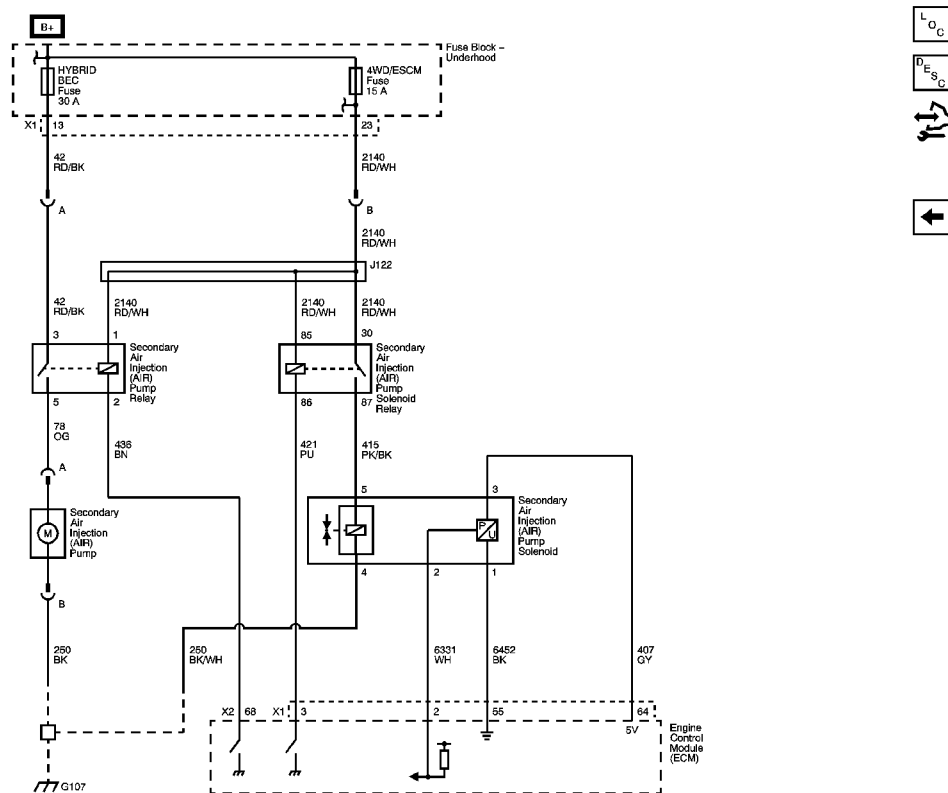 B+
Fuse Block –
Underhood
HYBRID
BEC
Fuse
30 A
4WD/ESCM
Fuse
15 A
X1 13 23
42
RD/BK
2140
RD/WH
A B
2140
RD/WH
J122
42
RD/BK
2140
RD/WH
2140
RD/WH
2140
RD/WH
3 1 85 30
Secondary
Air
Injection
(AIR)
Pump
Relay
Secondary
Air
Injection
(AIR)
Pump
Solenoid
Relay
5 2 86 87
78
OG
436
BN
421
PU
415
PK/BK
A
5 3
M
Secondary
Air
Injection
(AIR)
Pump
P
U
Secondary
Air
Injection
(AIR)
Pump
Solenoid
4 2 1
B
250
BK
250
BK/WH
6331
WH
6452
BK
407
GY
X2 68 X1 3 2 55 64
5V
Engine
Control
Module
(ECM)
G107
LOC
DESC